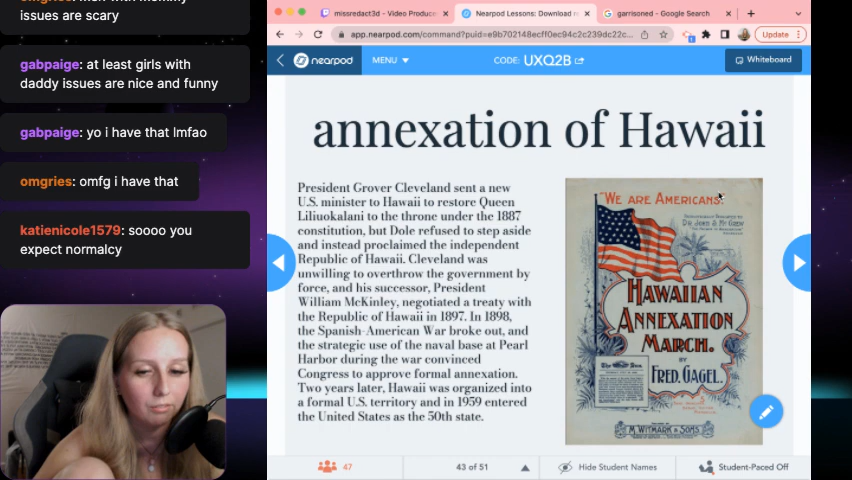 issues are scary
gabpaige: at least girls with
daddy issues are nice and funny
gabpaige: yo i have that lmfao
omgries: omfg i have that
katienicole1579: soooo you
expect normalcy
missredact3d - Video Produce
Nearpod Lessons: Download r
garrisoned - Google Search
app.nearpod.com/command?puid=e9b702148ecff0ec94c2c239dc22c...
Update
nearpod
MENU
CODE: UXQ2B
Whiteboard
annexation of Hawaii
President Grover Cleveland sent a new
U.S. minister to Hawaii to restore Queen
Liliuokalani to the throne under the 1887
constitution, but Dole refused to step aside
and instead proclaimed the independent
Republic of Hawaii. Cleveland was
unwilling to overthrow the government by
force, and his successor, President
William McKinley, negotiated a treaty with
the Republic of Hawaii in 1897. In 1898,
the Spanish-American War broke out, and
the strategic use of the naval base at Pearl
Harbor during the war convinced
Congress to approve formal annexation.
Two years later, Hawaii was organized into
a formal U.S. territory and in 1959 entered
the United States as the 50th state.
"WE ARE AMERICANS"
HAWAIIAN
ANNEXATION
MARCH.
BY
FRED. GAGEL.
The Sun.
M. WITMARK & SONS
47
43 of 51
Hide Student Names
Student-Paced Off